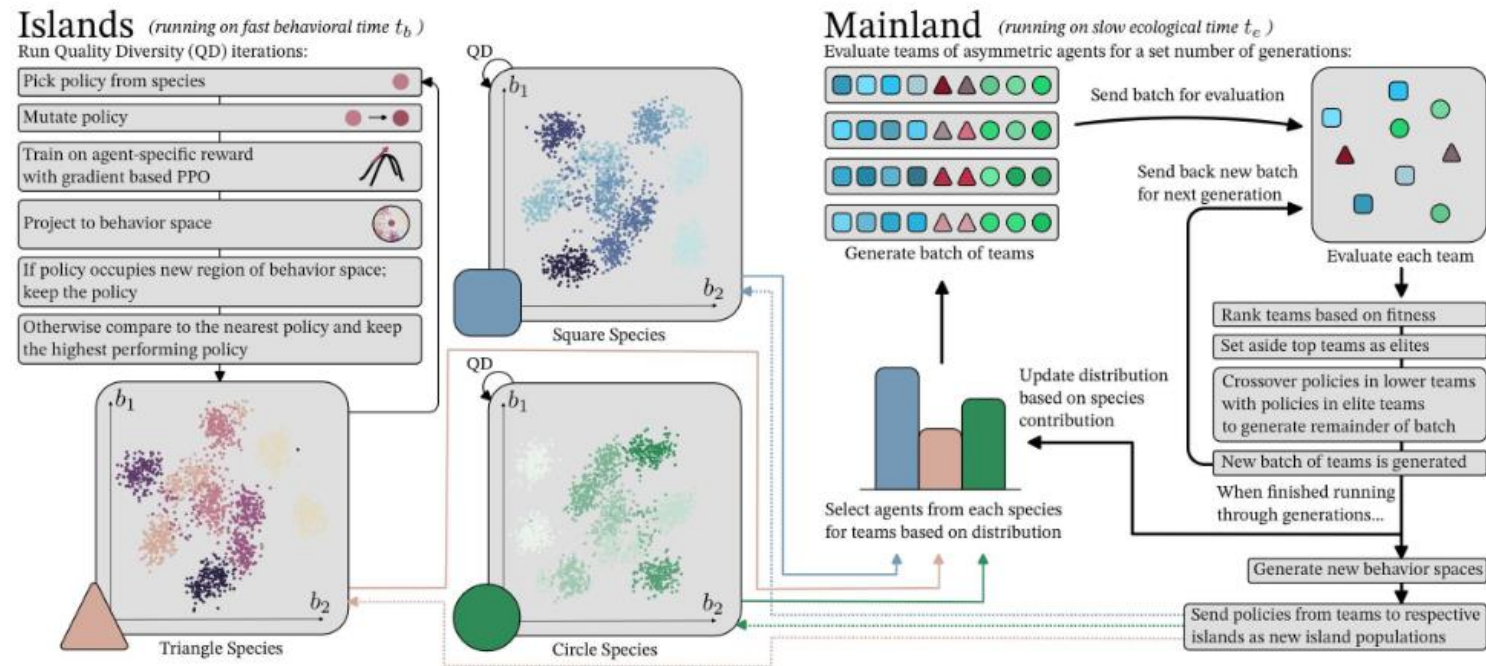 Islands (running on fast behavioral time t_b )
Run Quality Diversity (QD) iterations:
Pick policy from species
Mutate policy
Train on agent-specific reward
with gradient based PPO
Project to behavior space
If policy occupies new region of behavior space;
keep the policy
Otherwise compare to the nearest policy and keep
the highest performing policy
b_1
b_2
Triangle Species
QD
b_1
b_2
Square Species
QD
b_1
b_2
Circle Species
Mainland (running on slow ecological time t_e )
Evaluate teams of asymmetric agents for a set number of generations:
Generate batch of teams
Send batch for evaluation
Send back new batch
for next generation
Evaluate each team
Rank teams based on fitness
Set aside top teams as elites
Crossover policies in lower teams
with policies in elite teams
to generate remainder of batch
New batch of teams is generated
When finished running
through generations...
Update distribution
based on species
contribution
Select agents from each species
for teams based on distribution
Generate new behavior spaces
Send policies from teams to respective
islands as new island populations